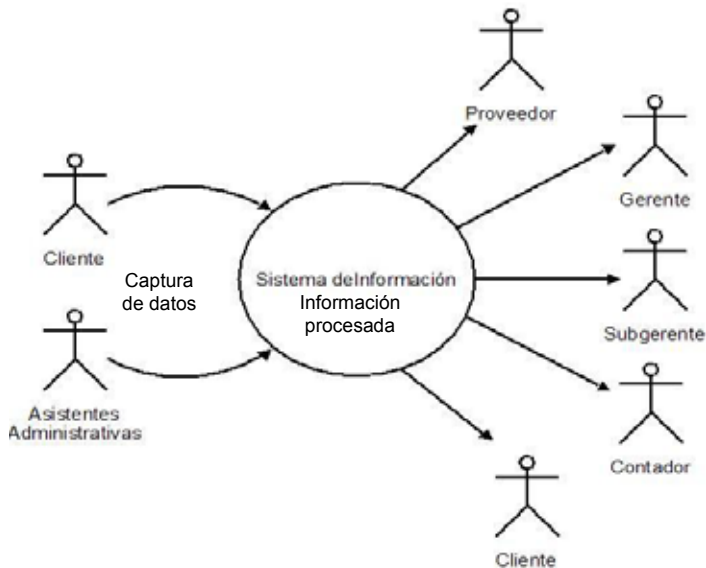 Proveedor
Gerente
Cliente
Captura
de datos
Sistema deInformación
Información
procesada
Subgerente
Asistentes
Administrativas
Contador
Cliente